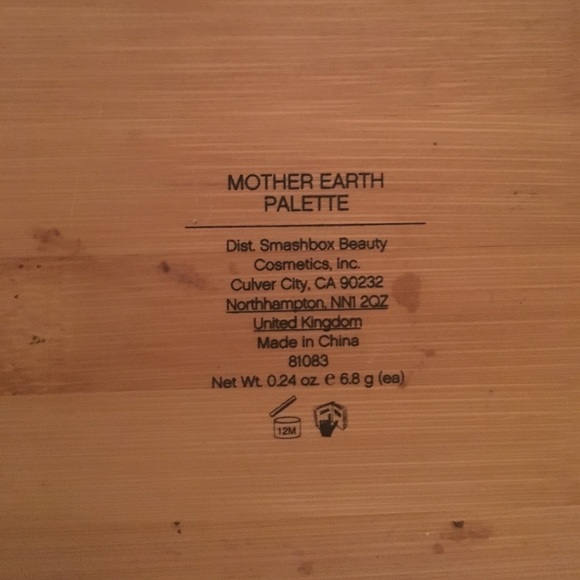 MOTHER EARTH
PALETTE
Dist. Smashbox Beauty
Cosmetics, Inc.
Culver City, CA 90232
Northhampton, NN1 2QZ
United Kingdom
Made in China
81083
Net Wt. 0.24 oz. ℮ 6.8 g (ea)
12M